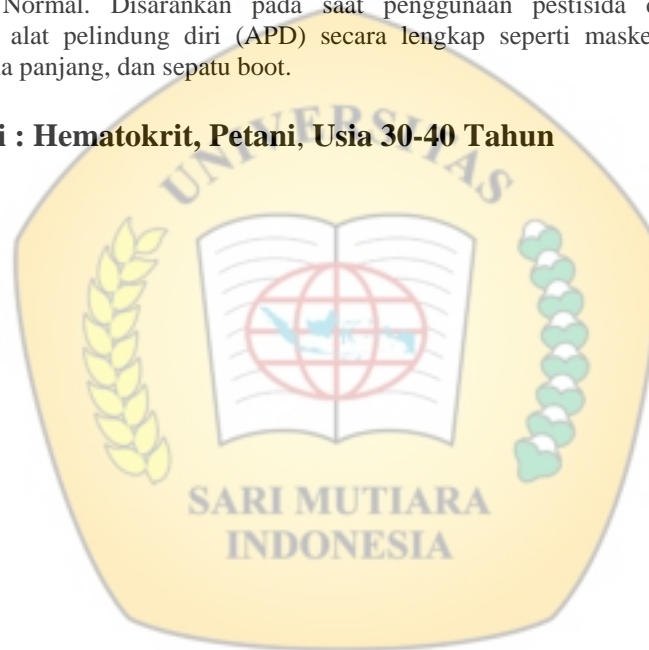 Normal. Disarankan pada saat penggunaan pestisida
alat pelindung diri (APD) secara lengkap seperti
panjang, dan sepatu boot.
i : Hematokrit, Petani, Usia 30-40 Tahun
UNIVERSITAS
SARI MUTIARA
INDONESIA